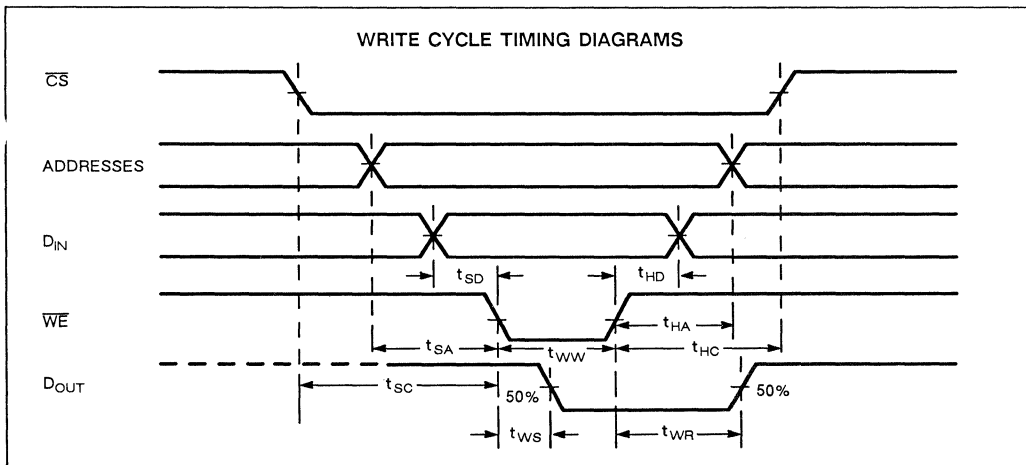 WRITE CYCLE TIMING DIAGRAMS
CS
ADDRESSES
DIN
tSD
tHD
WE
tHA
tSA
tWW
tHC
DOUT
tSC
50%
50%
tWS
tWR